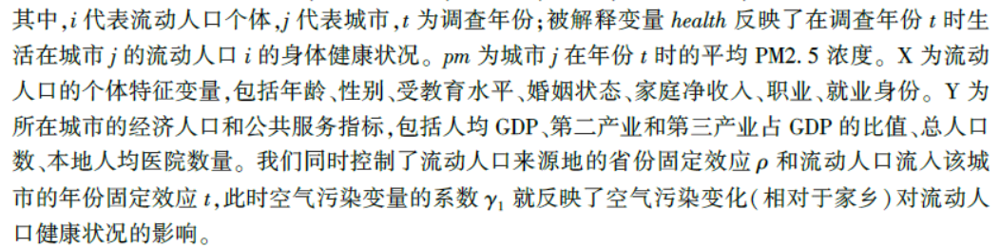 其中,i 代表流动人口个体,j 代表城市,t 为调查年份;被解释变量 health 反映了在调查年份 t 时生
活在城市 j 的流动人口 i 的身体健康状况。pm 为城市 j 在年份 t 时的平均 PM2. 5 浓度。X 为流动
人口的个体特征变量,包括年龄、性别、受教育水平、婚姻状态、家庭净收入、职业、就业身份。Y 为
所在城市的经济人口和公共服务指标,包括人均 GDP、第二产业和第三产业占 GDP 的比值、总人口
数、本地人均医院数量。我们同时控制了流动人口来源地的省份固定效应 ρ 和流动人口流入该城
市的年份固定效应 t,此时空气污染变量的系数 γ₁ 就反映了空气污染变化(相对于家乡)对流动人
口健康状况的影响。